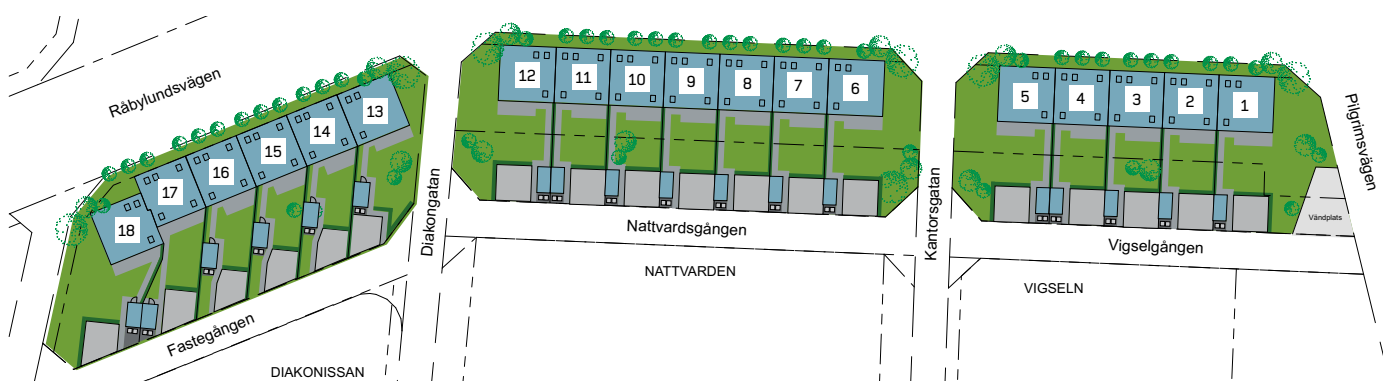 Råbylundsvägen
18
17
16
15
14
13
Fastegången
DIAKONISSAN
Diakongatan
12
11
10
9
8
7
6
Nattvardsgången
NATTVARDEN
Kantorsgatan
5
4
3
2
1
Vändplats
Pilgrimsvägen
Vigselgången
VIGSELN